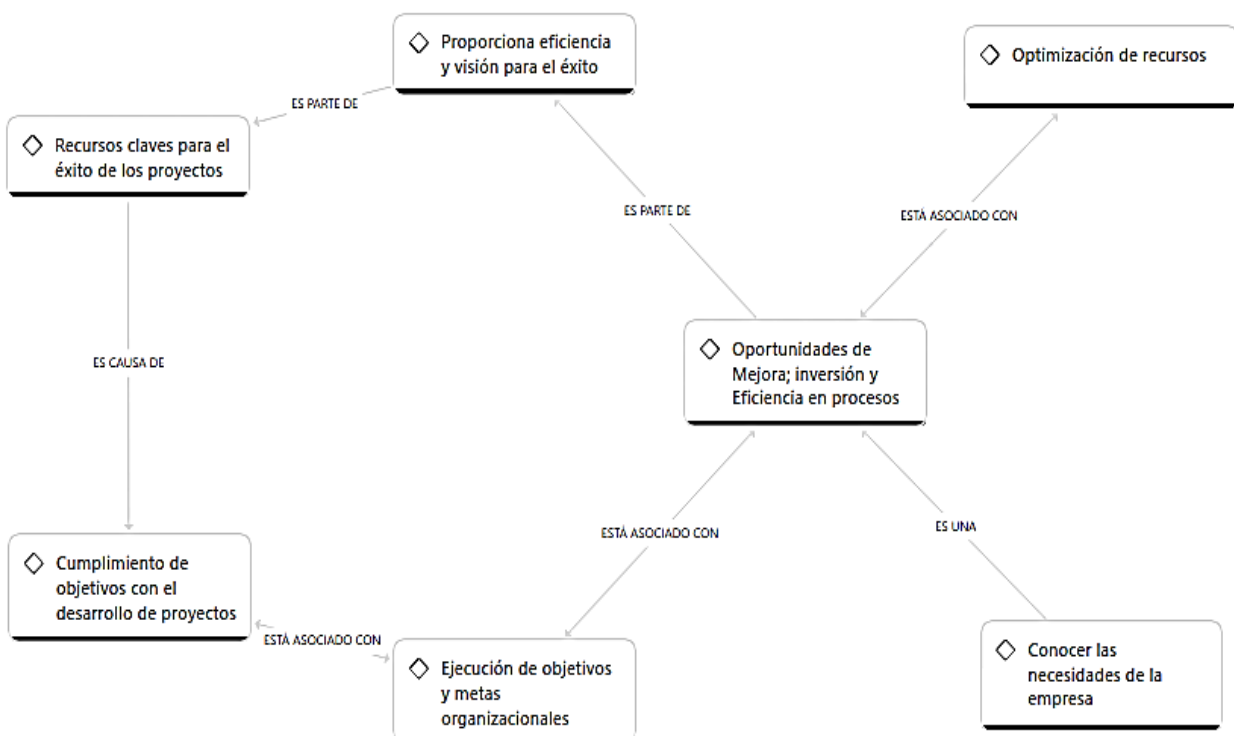 Proporciona eficiencia
y visión para el éxito
Optimización de recursos
ES PARTE DE
Recursos claves para el
éxito de los proyectos
ES PARTE DE
ESTÁ ASOCIADO CON
ES CAUSA DE
Oportunidades de
Mejora; inversión y
Eficiencia en procesos
ESTÁ ASOCIADO CON
ES UNA
Cumplimiento de
objetivos con el
desarrollo de proyectos
ESTÁ ASOCIADO CON
Ejecución de objetivos
y metas
organizacionales
Conocer las
necesidades de la
empresa